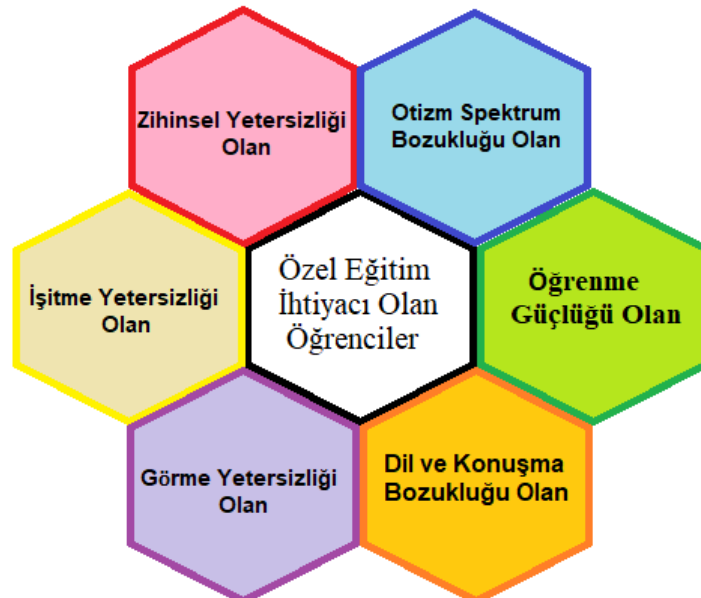 Zihinsel Yetersizliği
Olan
Otizm Spektrum
Bozukluğu Olan
İşitme Yetersizliği
Olan
Özel Eğitim
İhtiyacı Olan
Öğrenciler
Öğrenme
Güçlüğü Olan
Görme Yetersizliği
Olan
Dil ve Konuşma
Bozukluğu Olan